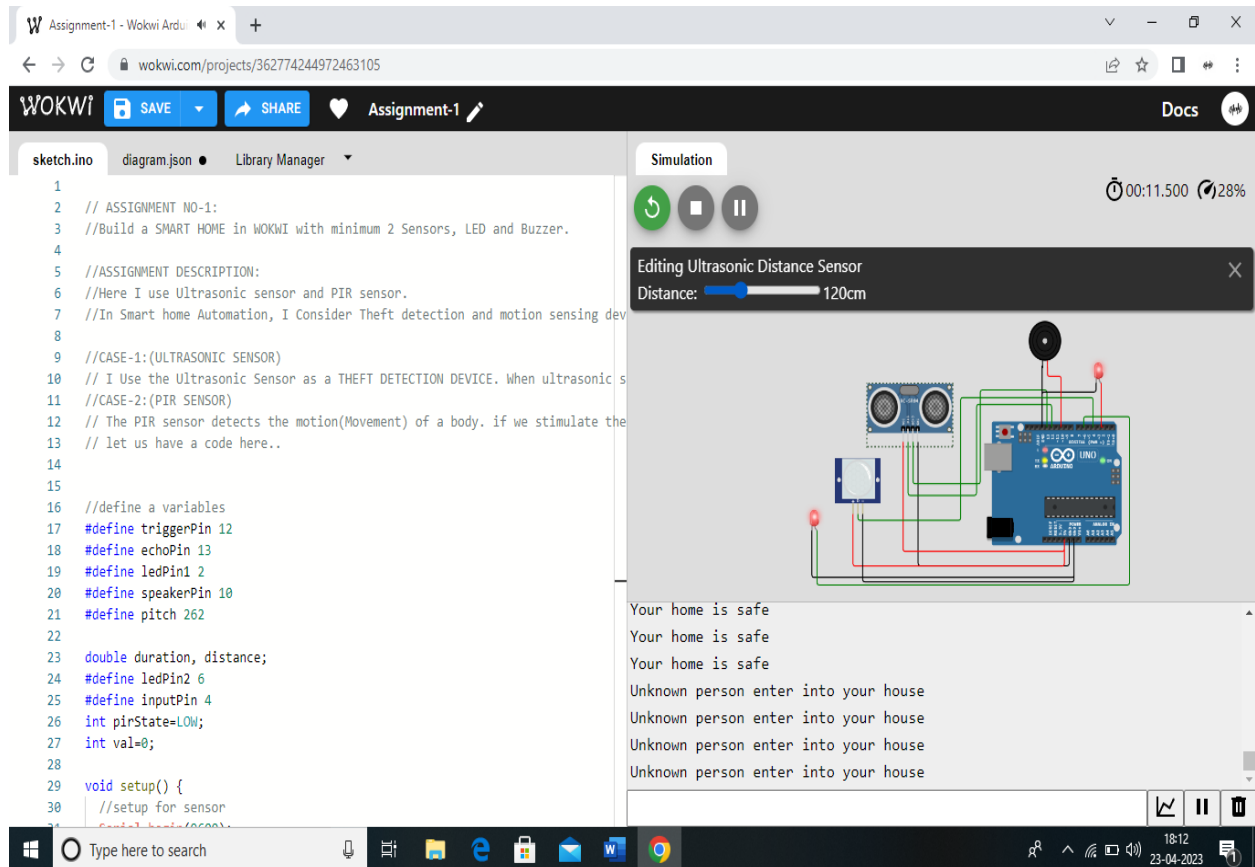 Assignment-1 - Wokwi Ardu
wokwi.com/projects/362774244972463105
WOKWi SAVE SHARE Assignment-1 Docs
sketch.ino diagram.json ● Library Manager
Simulation
00:11.500 28%
Editing Ultrasonic Distance Sensor
Distance: 120cm
1
2 // ASSIGNMENT NO-1:
3 //Build a SMART HOME in WOKWI with minimum 2 Sensors, LED and Buzzer.
4
5 //ASSIGNMENT DESCRIPTION:
6 //Here I use Ultrasonic sensor and PIR sensor.
7 //In Smart home Automation, I Consider Theft detection and motion sensing dev
8
9 //CASE-1:(ULTRASONIC SENSOR)
10 // I Use the Ultrasonic Sensor as a THEFT DETECTION DEVICE. When ultrasonic s
11 //CASE-2:(PIR SENSOR)
12 // The PIR sensor detects the motion(Movement) of a body. if we stimulate the
13 // let us have a code here..
14
15
16 //define a variables
17 #define triggerPin 12
18 #define echoPin 13
19 #define ledPin1 2
20 #define speakerPin 10
21 #define pitch 262
22
23 double duration, distance;
24 #define ledPin2 6
25 #define inputPin 4
26 int pirState=LOW;
27 int val=0;
28
29 void setup() {
30 //setup for sensor
UNO
ARDUINO
Your home is safe
Your home is safe
Your home is safe
Unknown person enter into your house
Unknown person enter into your house
Unknown person enter into your house
Unknown person enter into your house
Type here to search
18:12
23-04-2023